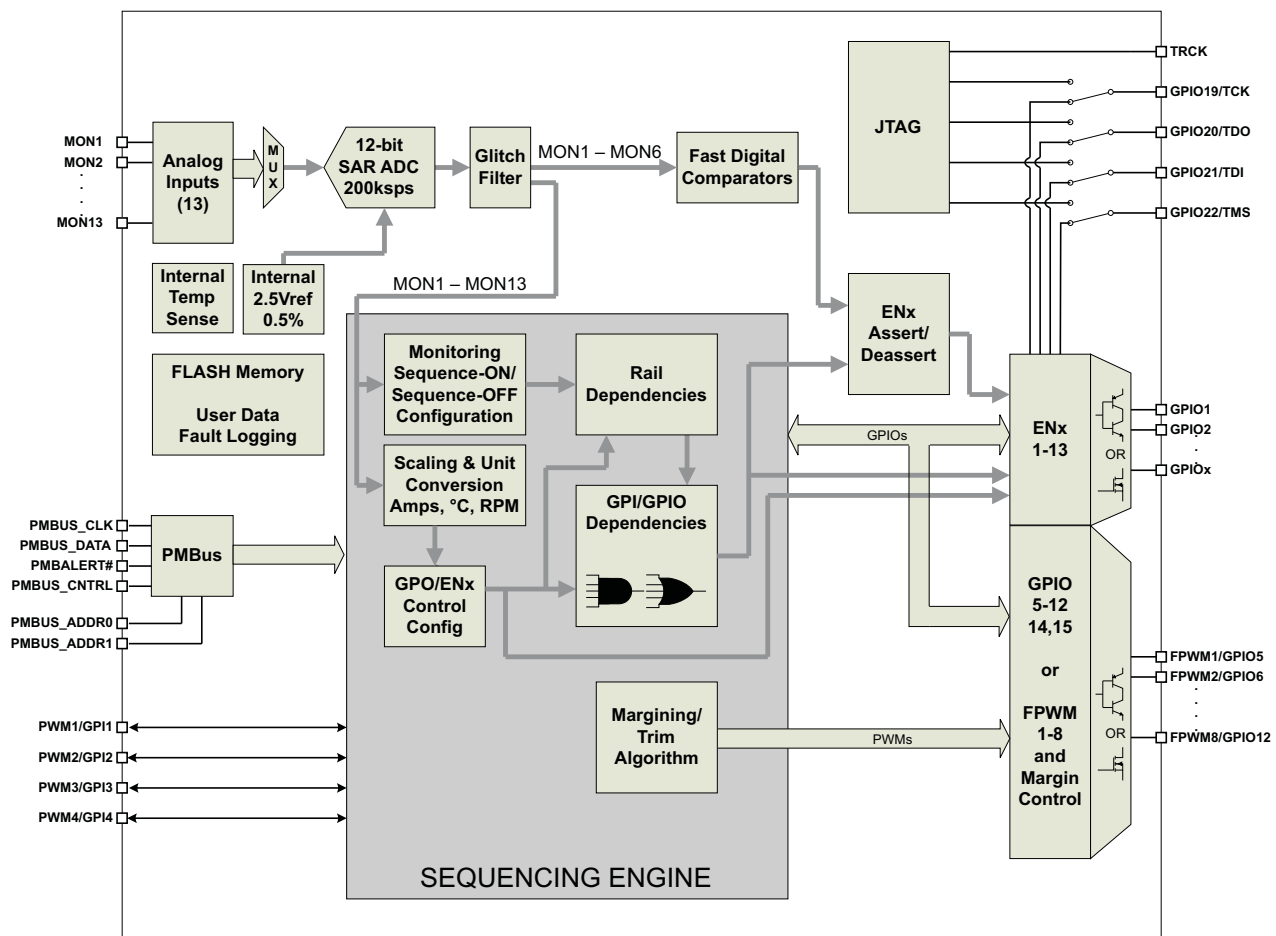 TRCK
GPIO19/TCK
JTAG
GPIO20/TDO
GPIO21/TDI
GPIO22/TMS
MON1
MON2
MON13
Analog
Inputs
(13)
M
U
X
12-bit
SAR ADC
200ksps
Glitch
Filter
MON1 – MON6
Fast Digital
Comparators
Internal
Temp
Sense
Internal
2.5Vref
0.5%
MON1 – MON13
ENx
Assert/
Deassert
FLASH Memory
User Data
Fault Logging
Monitoring
Sequence-ON/
Sequence-OFF
Configuration
Rail
Dependencies
GPIOs
ENx
1-13
OR
GPIO1
GPIO2
GPIOx
Scaling & Unit
Conversion
Amps, °C, RPM
GPI/GPIO
Dependencies
PMBUS_CLK
PMBUS_DATA
PMBALERT#
PMBUS_CNTRL
PMBUS_ADDR0
PMBUS_ADDR1
PMBus
GPO/ENx
Control
Config
GPIO
5-12
14,15
or
FPWM
1-8
and
Margin
Control
OR
FPWM1/GPIO5
FPWM2/GPIO6
FPWM8/GPIO12
PWM1/GPI1
PWM2/GPI2
PWM3/GPI3
PWM4/GPI4
Margining/
Trim
Algorithm
PWMs
SEQUENCING ENGINE